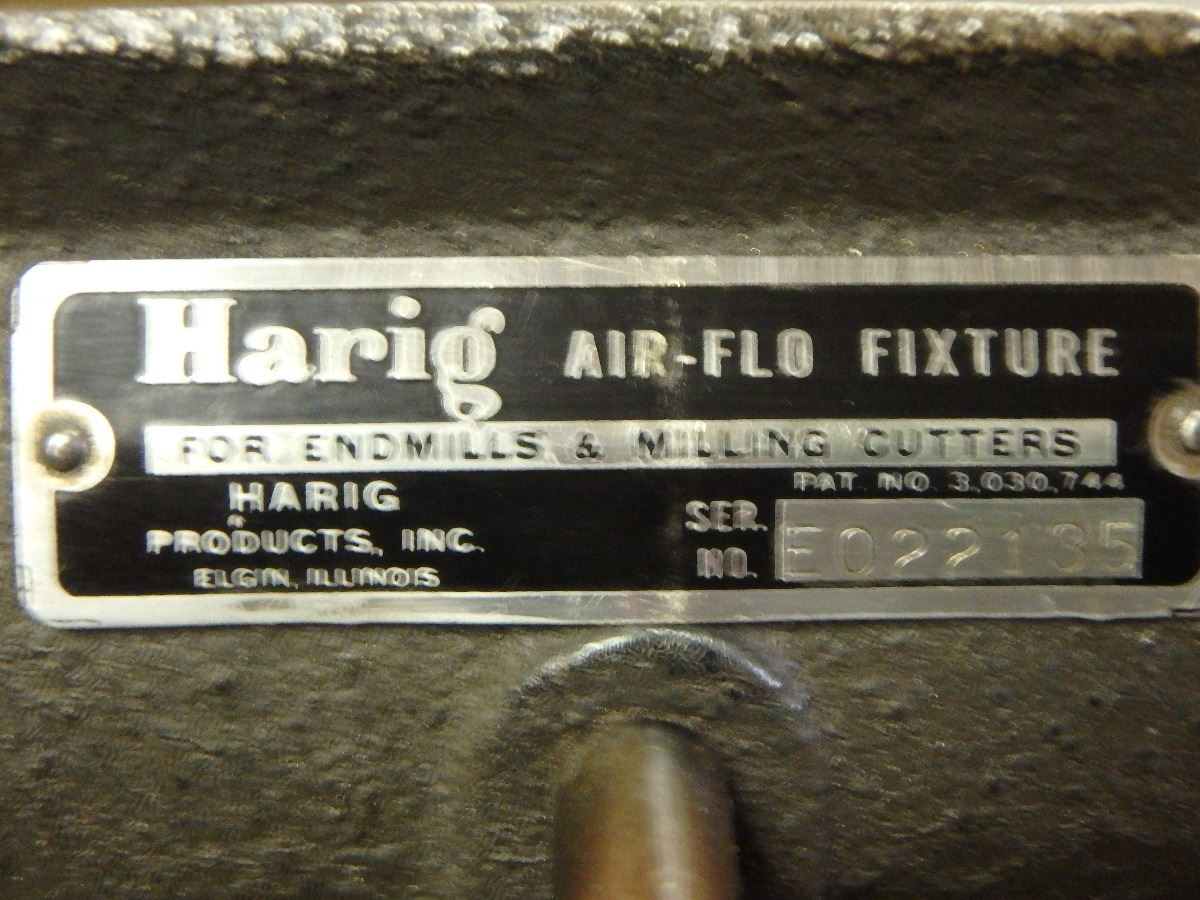 Harig AIR-FLO FIXTURE
FOR ENDMILLS & MILLING CUTTERS
PAT. NO. 3,030,744
HARIG
PRODUCTS, INC.
ELGIN, ILLINOIS
SER.
NO.
E022135